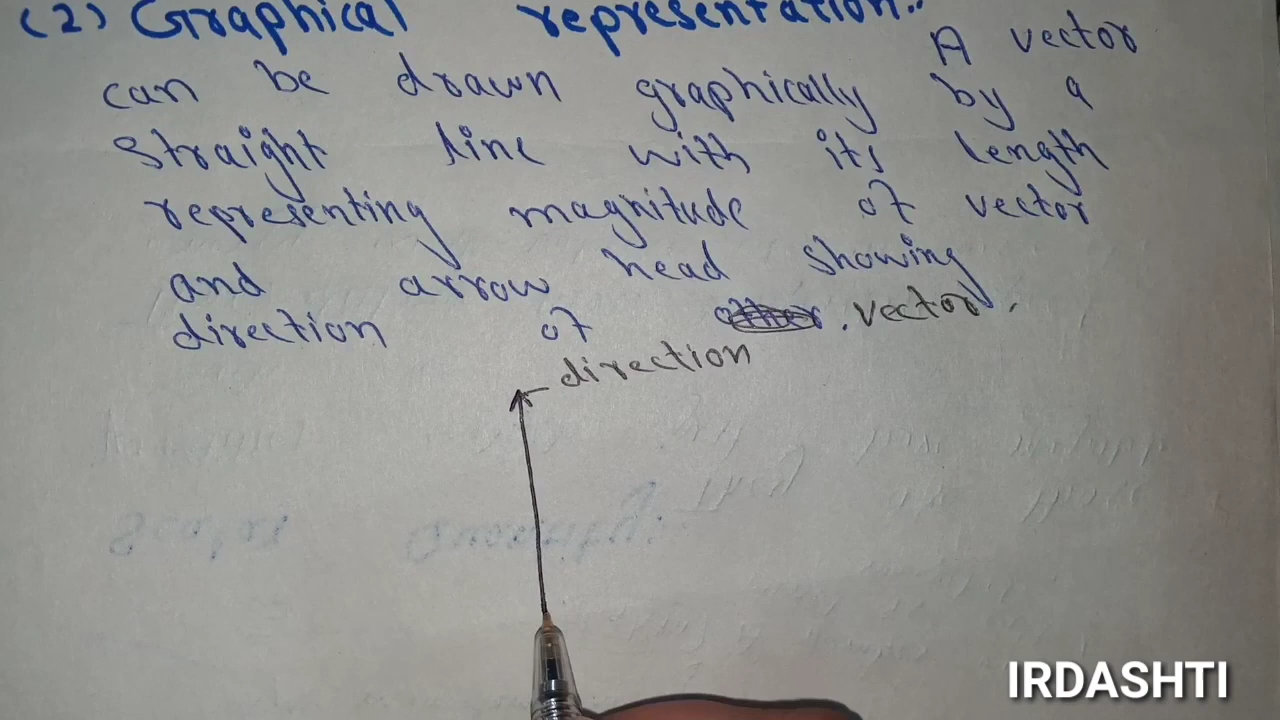 (2) Graphical representation:
A vector
can be drawn graphically by a
straight line with its length
representing magnitude of vector
and arrow head showing
direction of vector.
direction
IRDASHTI